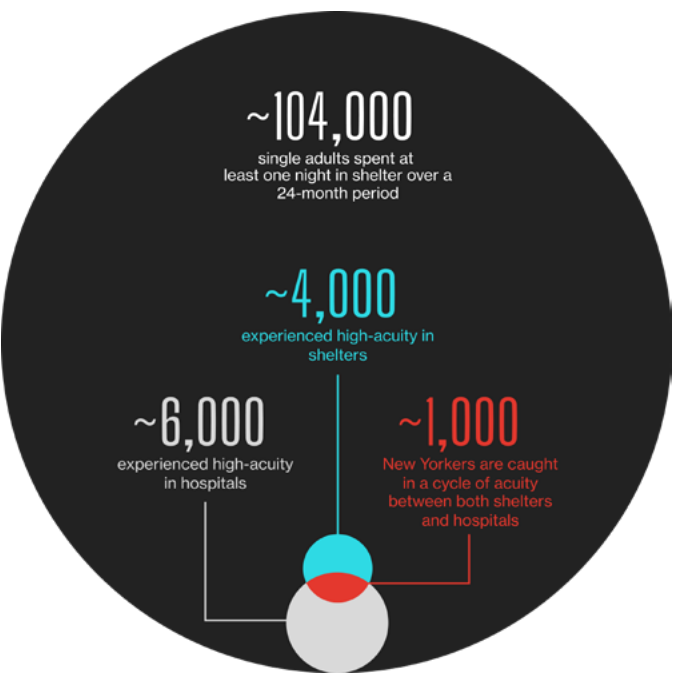 ~104,000
single adults spent at
least one night in shelter over a
24-month period
~4,000
experienced high-acuity in
shelters
~6,000
experienced high-acuity
in hospitals
~1,000
New Yorkers are caught
in a cycle of acuity
between both shelters
and hospitals